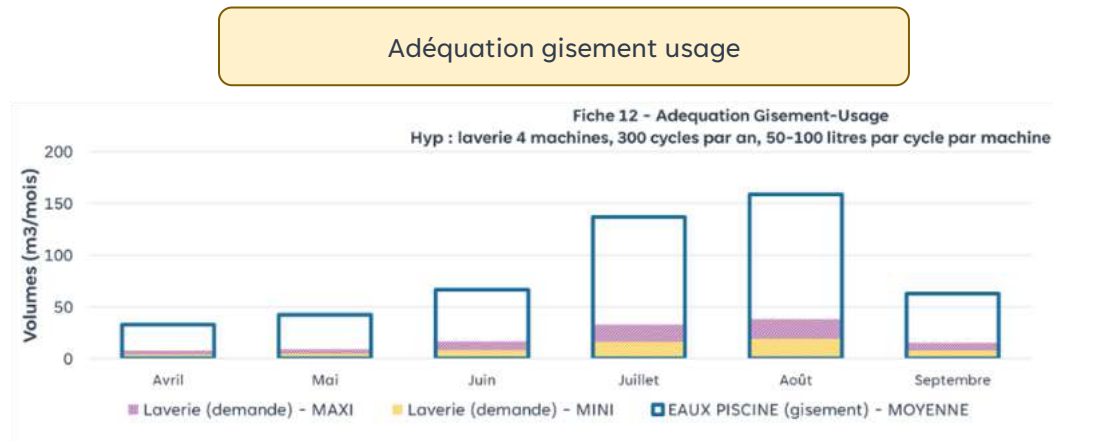 Adéquation gisement usage
Fiche 12 - Adequation Gisement-Usage
Hyp : laverie 4 machines, 300 cycles par an, 50-100 litres par cycle par machine
Volumes (m3/mois)
200
150
100
50
0
Avril Mai Juin Juillet Août Septembre
Laverie (demande) - MAXI Laverie (demande) - MINI EAUX PISCINE (gisement) - MOYENNE